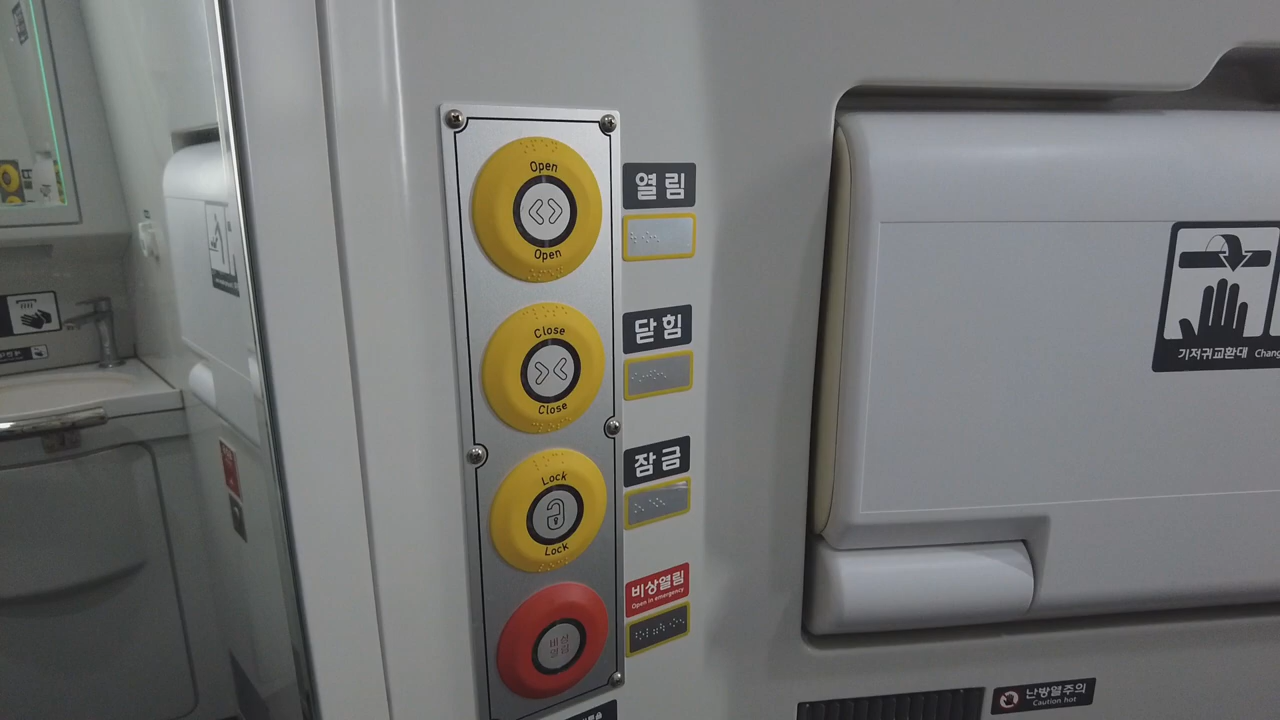 Open
Open
열림
Close
Close
닫힘
Lock
Lock
잠금
비상
열림
비상열림
Open in emergency
기저귀교환대 Chang
난방열주의
Caution hot